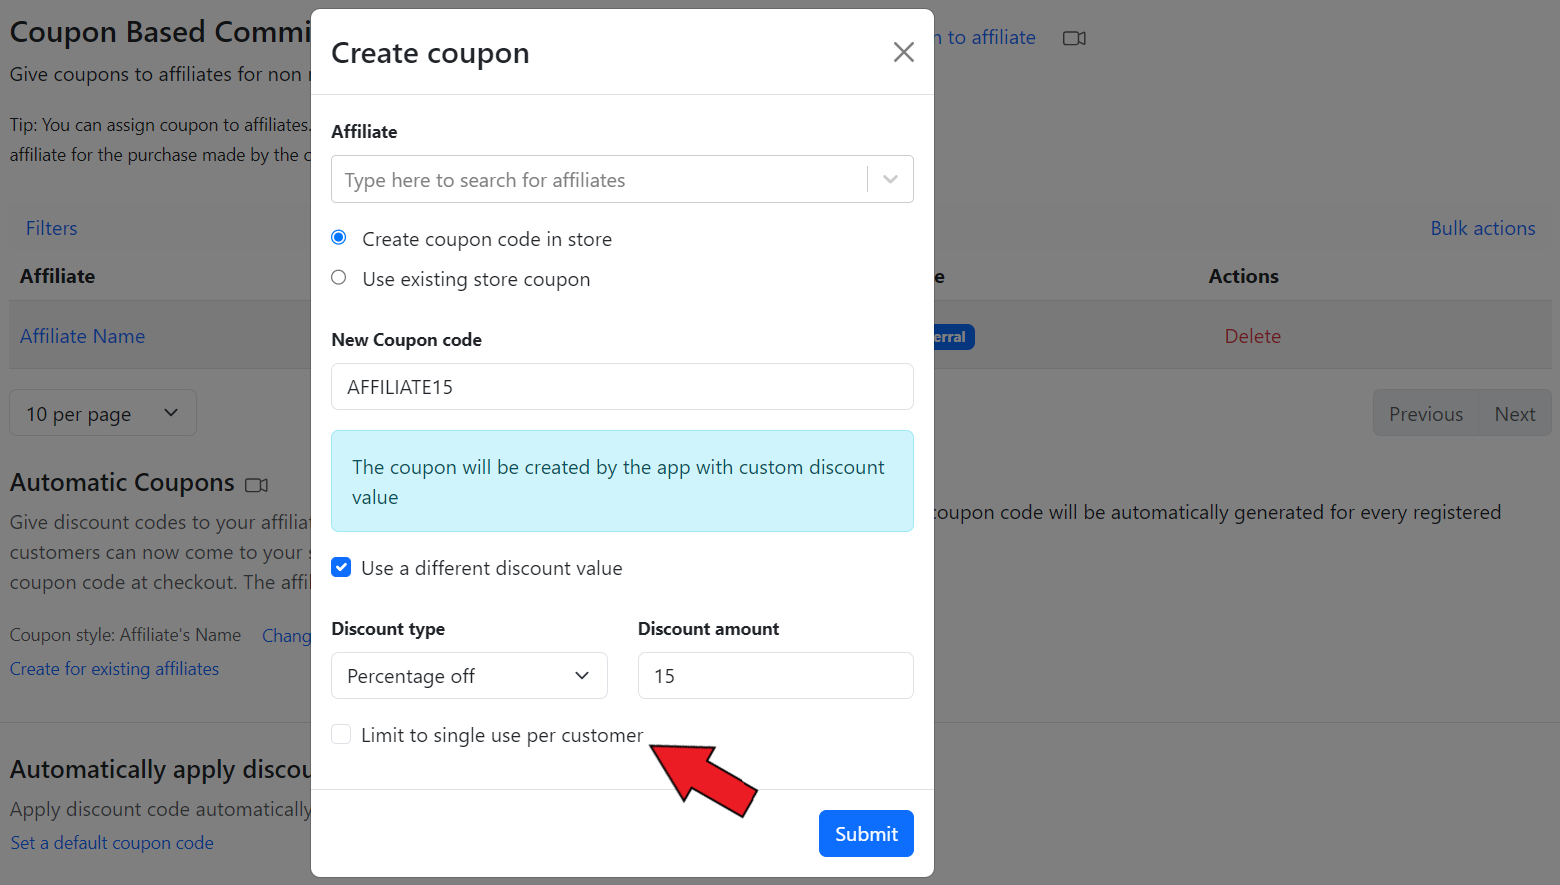 Coupon Based Commi
Give coupons to affiliates for non
Tip: You can assign coupon to affiliates.
affiliate for the purchase made by the
to affiliate
Create coupon
Affiliate
Type here to search for affiliates
Create coupon code in store
Use existing store coupon
New Coupon code
AFFILIATE15
The coupon will be created by the app with custom discount
value
Use a different discount value
Discount type
Discount amount
Percentage off
15
Limit to single use per customer
Submit
Filters
Bulk actions
Affiliate
e
Actions
Affiliate Name
erral
Delete
10 per page
Previous
Next
Automatic Coupons
Give discount codes to your affilia
coupon code will be automatically generated for every registered
customers can now come to your
coupon code at checkout. The affil
Coupon style: Affiliate's Name
Chang
Create for existing affiliates
Automatically apply discou
Apply discount code automatically
Set a default coupon code